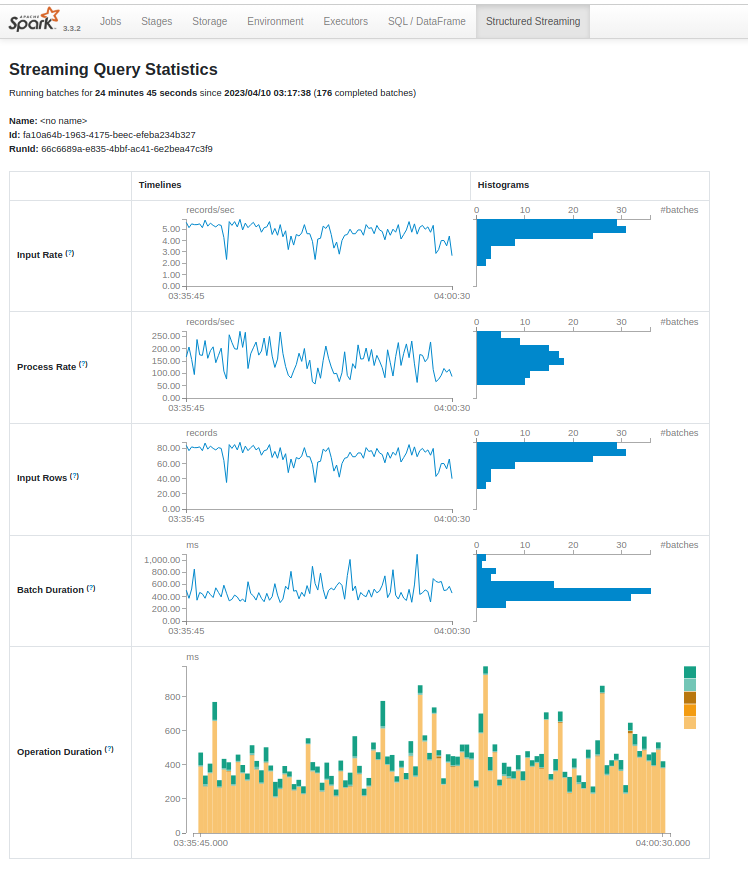 APACHE
Spark 3.3.2 Jobs Stages Storage Environment Executors SQL / DataFrame Structured Streaming
Streaming Query Statistics
Running batches for 24 minutes 45 seconds since 2023/04/10 03:17:38 (176 completed batches)
Name: <no name>
Id: fa10a64b-1963-4175-beec-efeba234b327
RunId: 66c6689a-e835-4bbf-ac41-6e2bea47c3f9
Timelines Histograms
Input Rate (?)
records/sec
5.00
4.00
3.00
2.00
1.00
0.00
03:35:45 04:00:30
0 10 20 30 #batches
Process Rate (?)
records/sec
250.00
200.00
150.00
100.00
50.00
0.00
03:35:45 04:00:30
0 10 20 30 #batches
Input Rows (?)
records
80.00
60.00
40.00
20.00
0.00
03:35:45 04:00:30
0 10 20 30 #batches
Batch Duration (?)
ms
1,000.00
800.00
600.00
400.00
200.00
0.00
03:35:45 04:00:30
0 10 20 30 #batches
Operation Duration (?)
ms
800
600
400
200
0
03:35:45.000 04:00:30.000